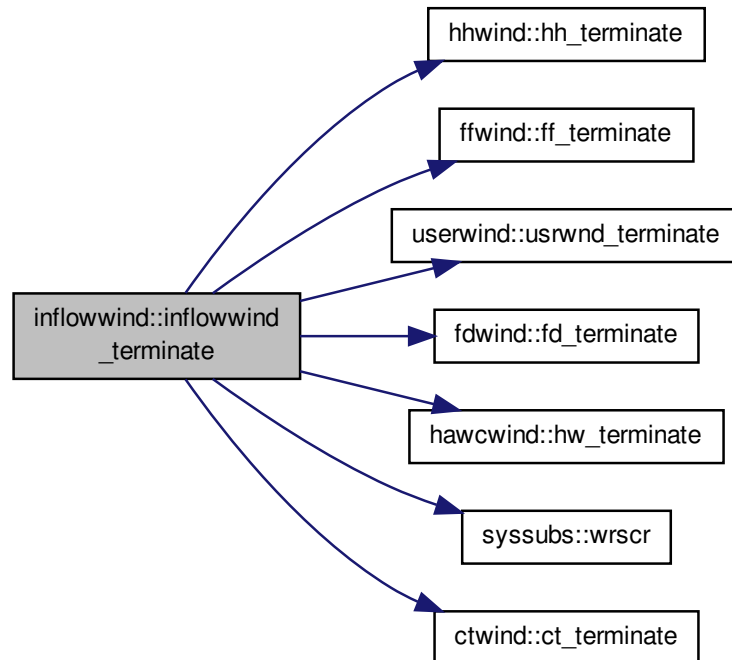 hhwind::hh_terminate
ffwind::ff_terminate
userwind::usrwnd_terminate
inflowwind::inflowwind
_terminate
fdwind::fd_terminate
hawcwind::hw_terminate
syssubs::wrscr
ctwind::ct_terminate